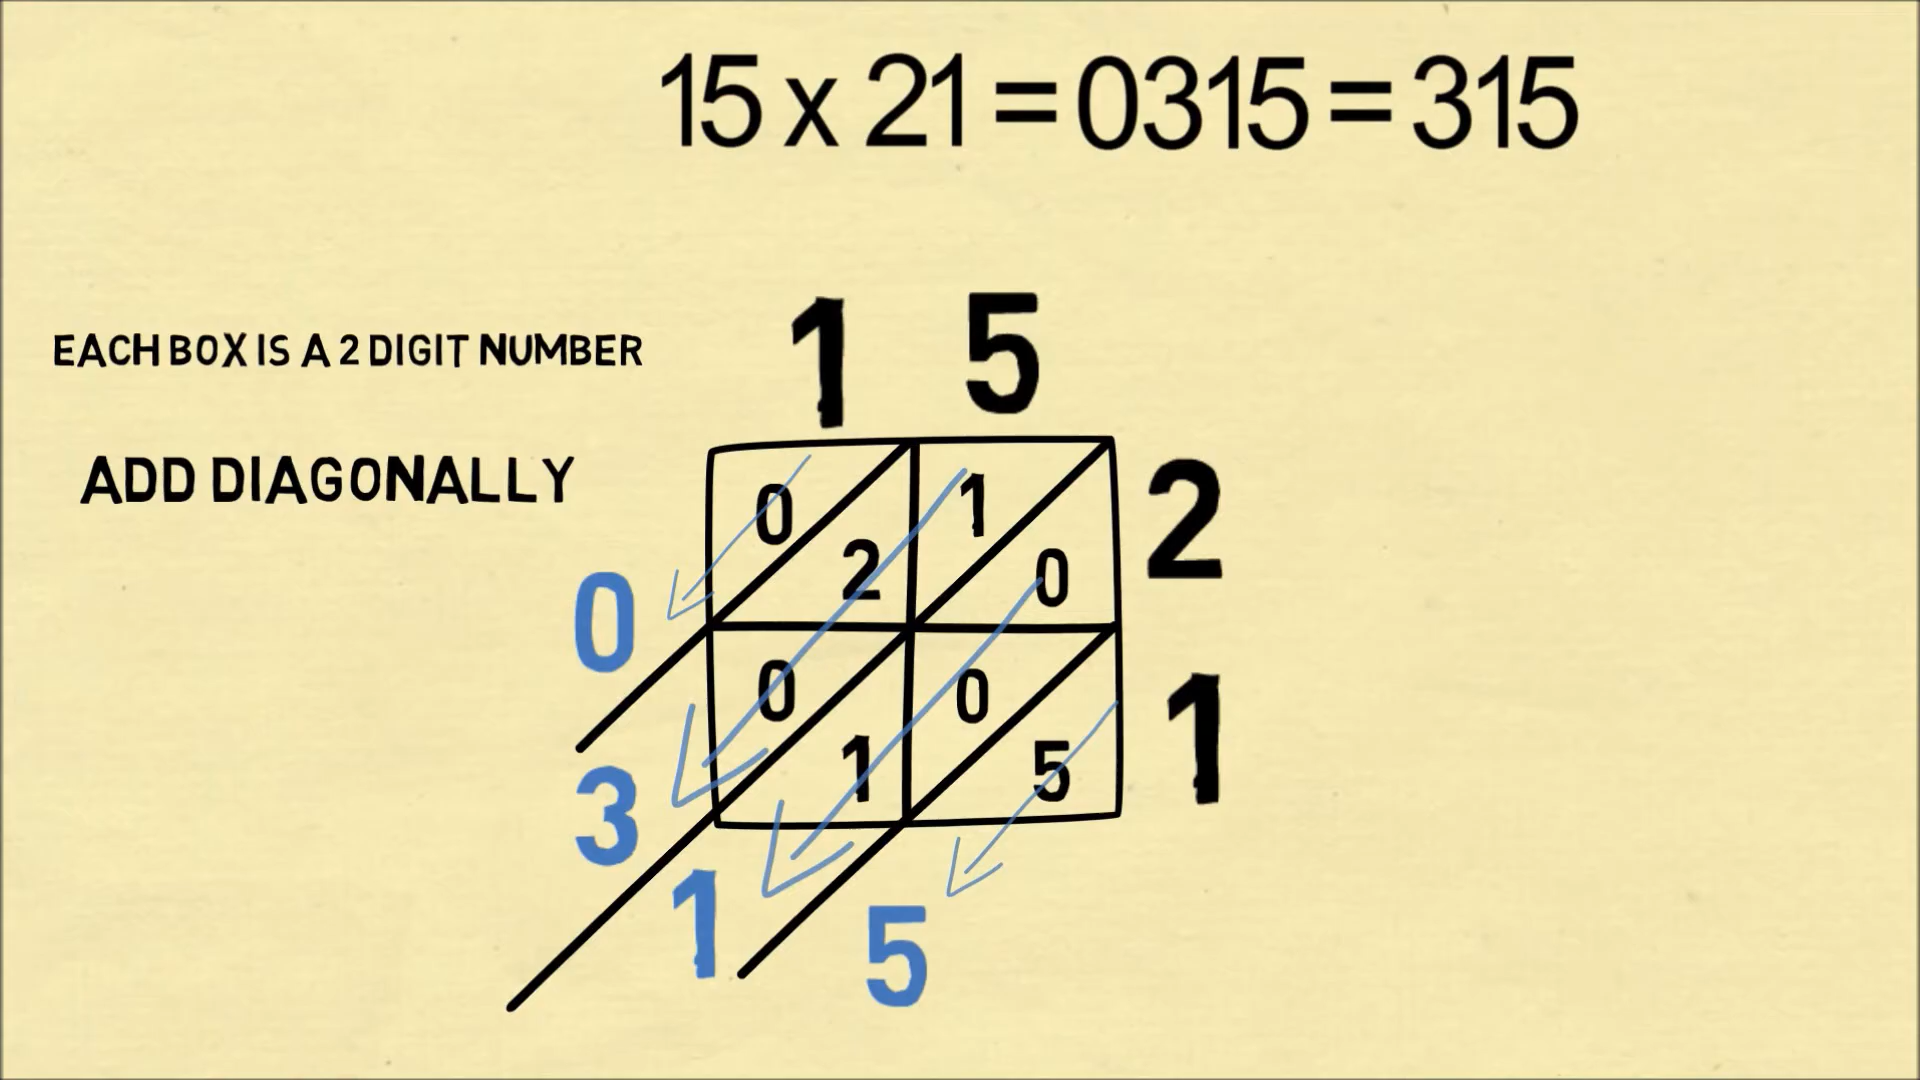 15 x 21 = 0315 = 315
EACH BOX IS A 2 DIGIT NUMBER
ADD DIAGONALLY
1 5
0 2 1 0 2
0 1 0 5 1
0
3
1
5